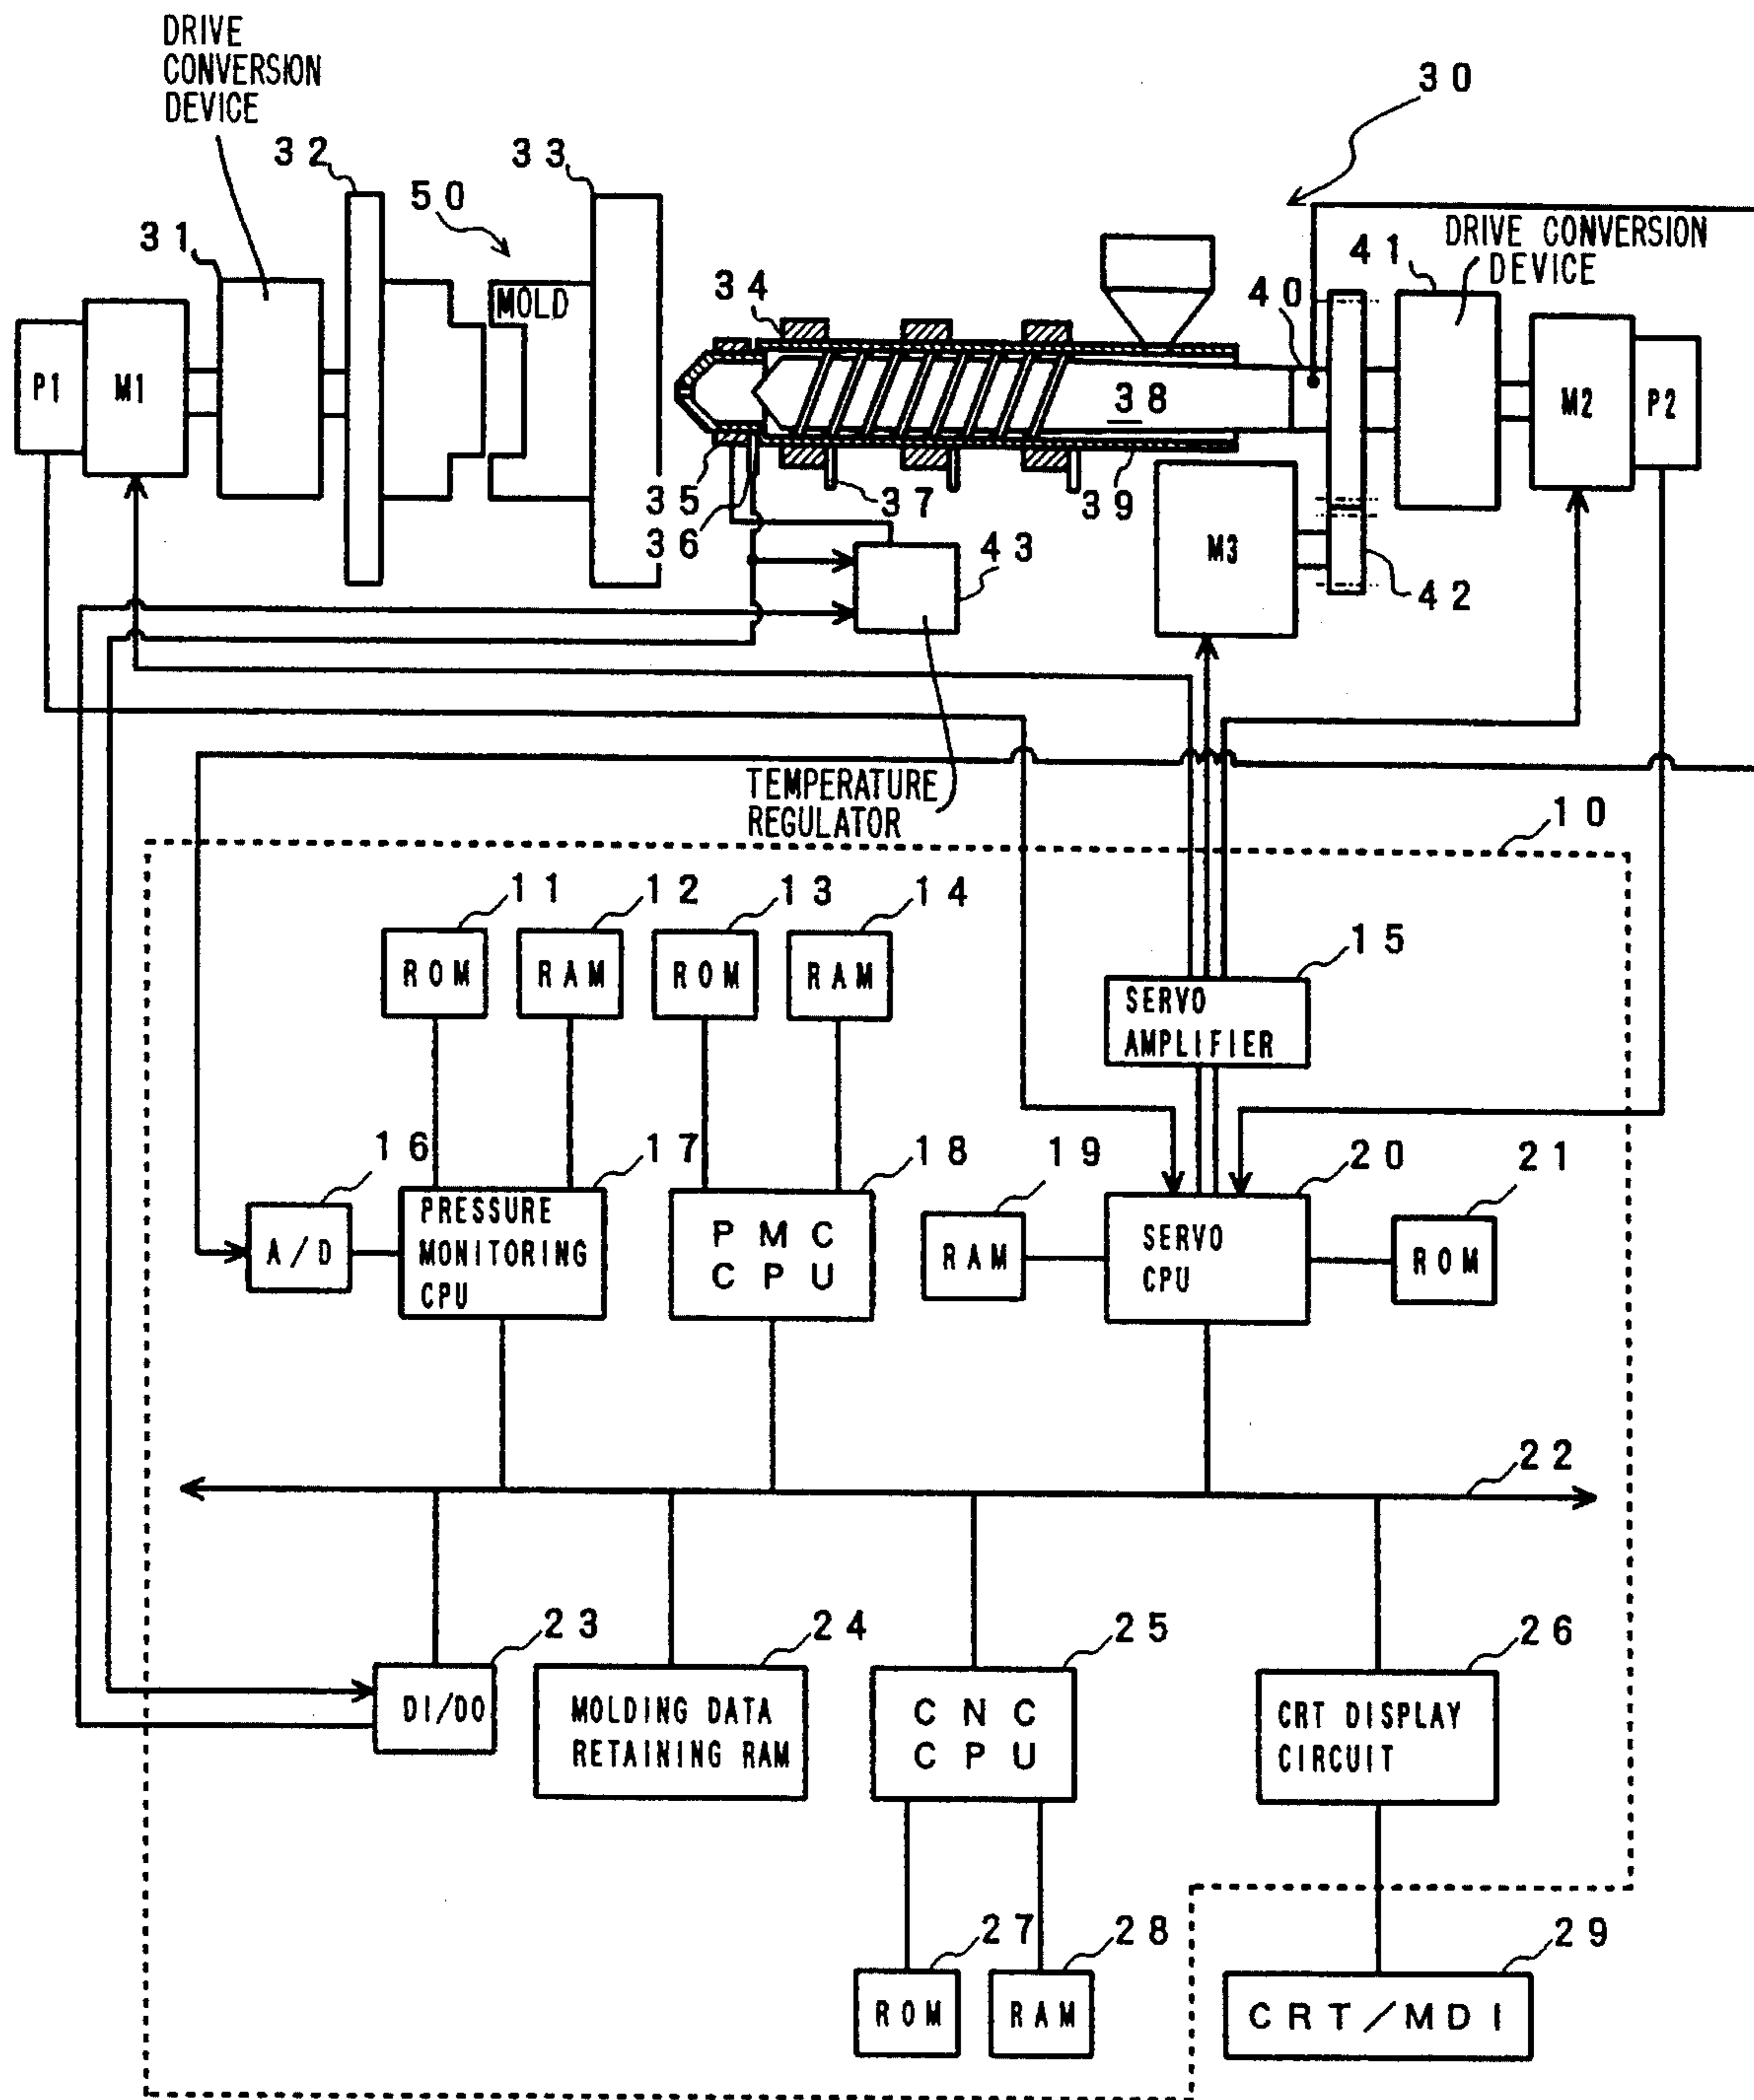 DRIVE
CONVERSION
DEVICE
30
32
33
50
DRIVE CONVERSION
DEVICE
31
34
40
41
MOLD
P1
M1
38
M2
P2
35
36
37
39
43
M3
42
TEMPERATURE
REGULATOR
10
11
12
13
14
ROM
RAM
ROM
RAM
15
SERVO
AMPLIFIER
16
17
18
19
20
21
A/D
PRESSURE
MONITORING
CPU
PMC
CPU
RAM
SERVO
CPU
ROM
22
23
24
25
26
DI/DO
MOLDING DATA
RETAINING RAM
CNC
CPU
CRT DISPLAY
CIRCUIT
27
28
29
ROM
RAM
CRT/MDI